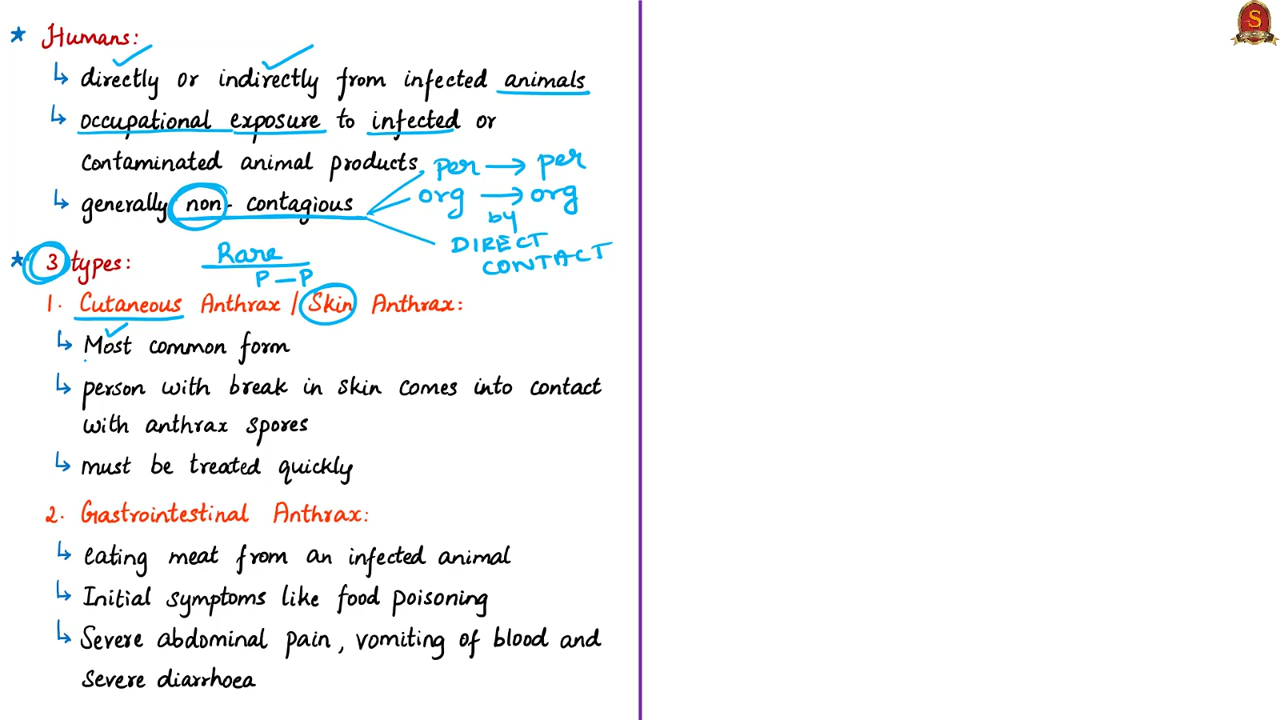 * Humans:
↳ directly or indirectly from infected animals
↳ occupational exposure to infected or
contaminated animal products.
per → per
↳ generally non-contagious
org → org
by
DIRECT
CONTACT
* 3 types:
Rare
P – P
1. Cutaneous Anthrax / Skin Anthrax:
↳ Most common form
↳ person with break in skin comes into contact
with anthrax spores
↳ must be treated quickly
2. Gastrointestinal Anthrax:
↳ eating meat from an infected animal
↳ Initial symptoms like food poisoning
↳ Severe abdominal pain, vomiting of blood and
severe diarrhoea
S